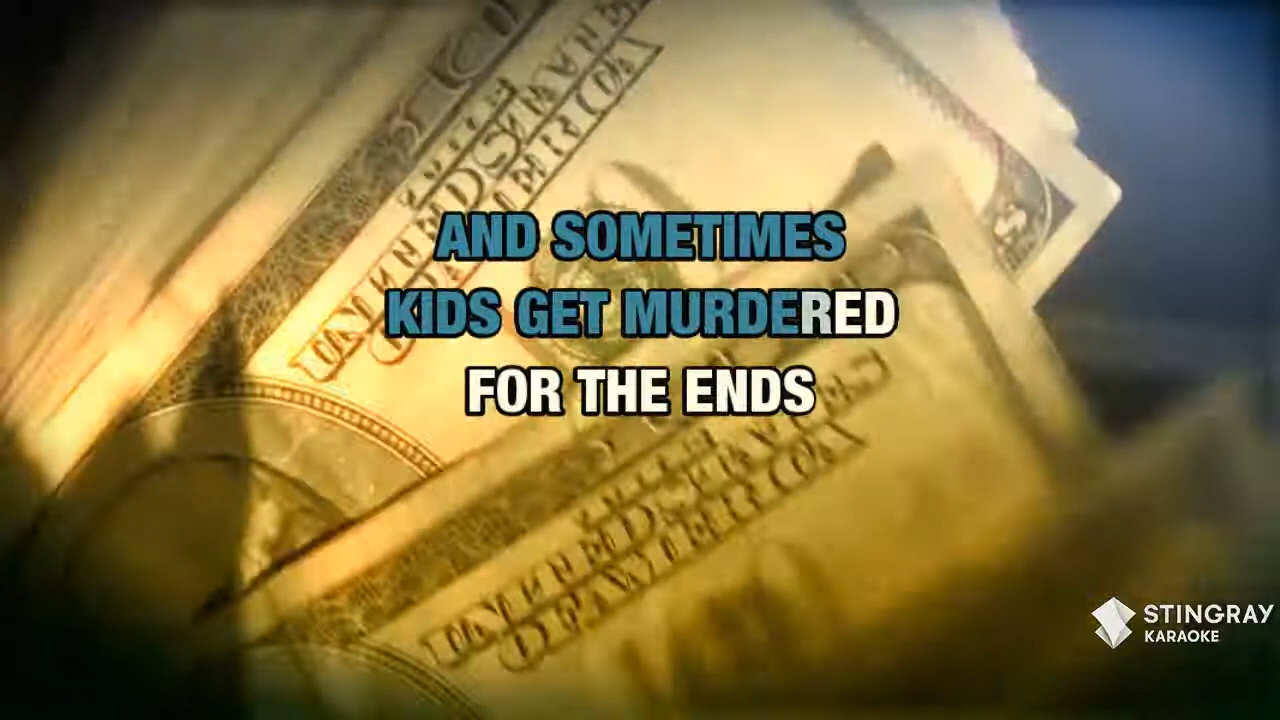 AND SOMETIMES
KIDS GET MURDERED
FOR THE ENDS
STINGRAY
KARAOKE